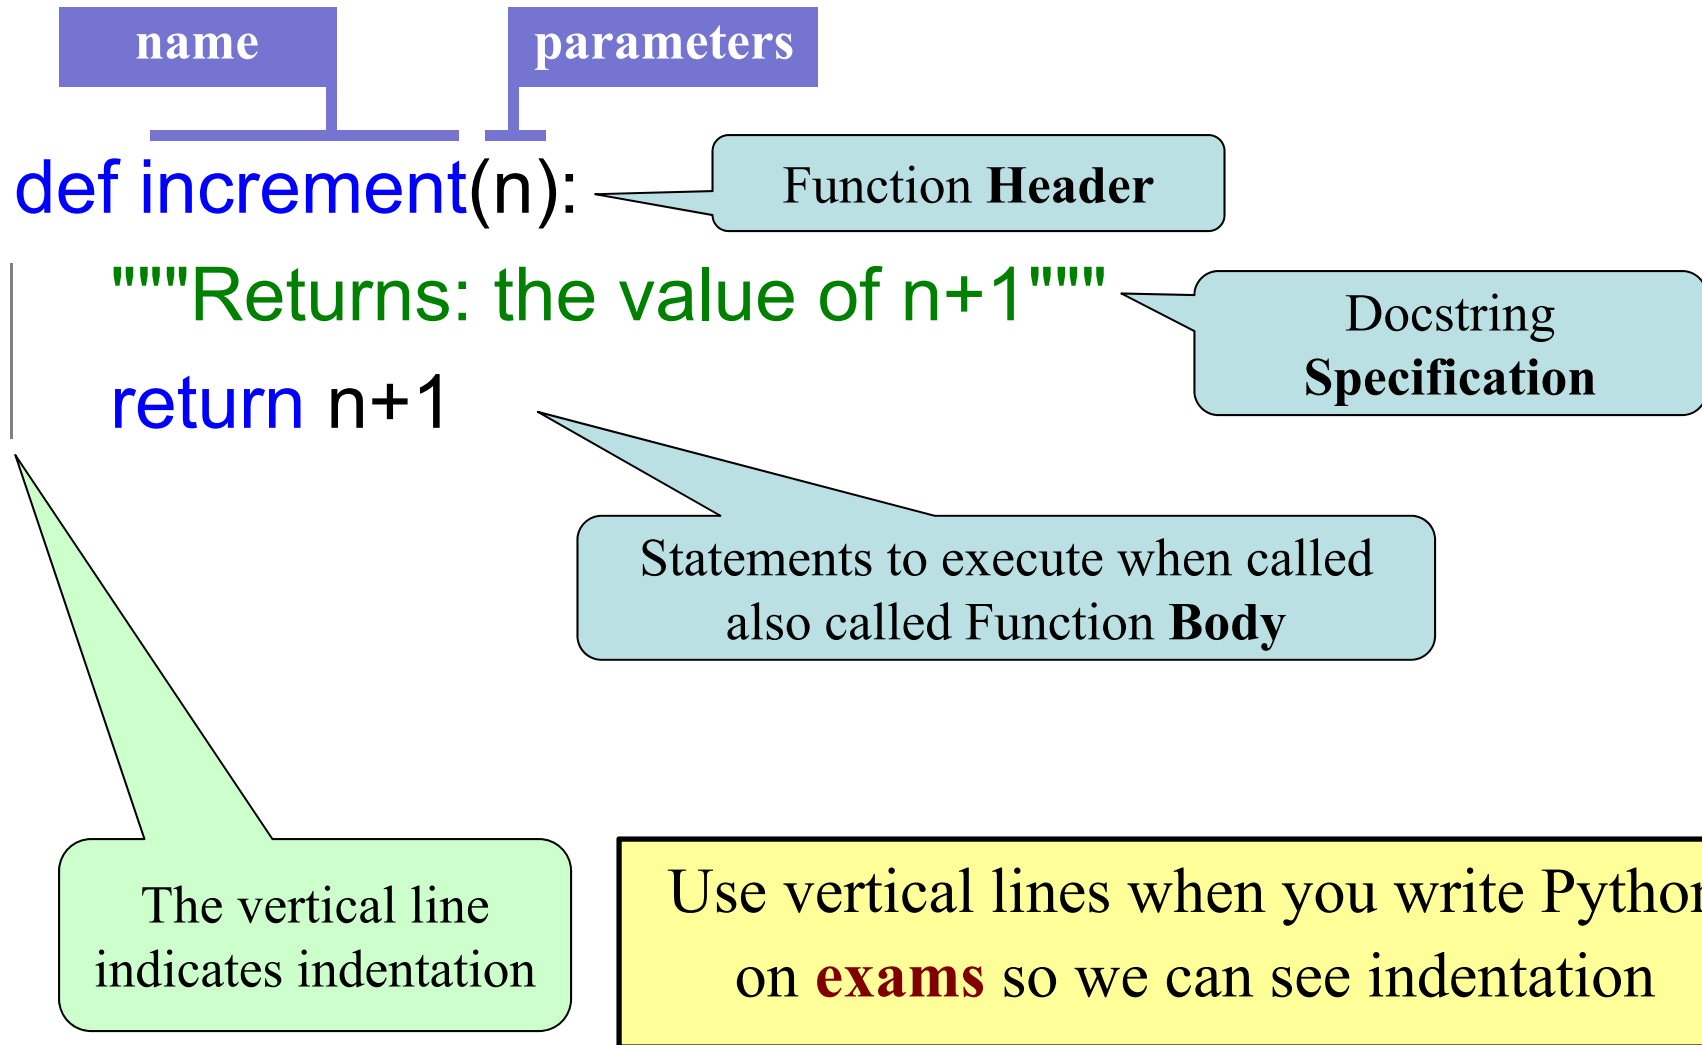 name
parameters
def increment(n):
Function Header
"""Returns: the value of n+1"""
Docstring
Specification
return n+1
Statements to execute when called
also called Function Body
The vertical line
indicates indentation
Use vertical lines when you write Python
on exams so we can see indentation